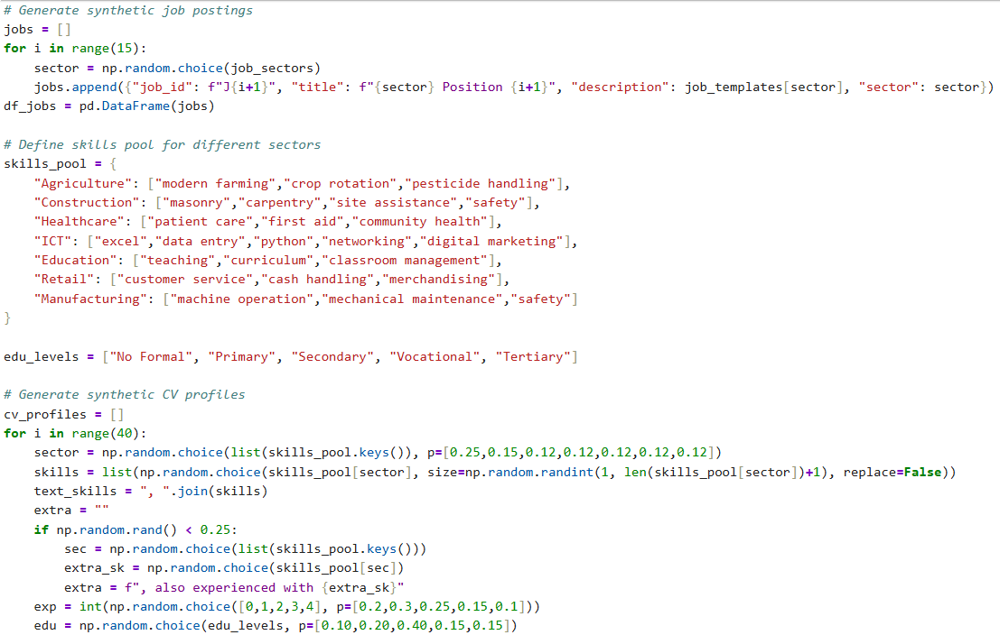 # Generate synthetic job postings
jobs = []
for i in range(15):
    sector = np.random.choice(job_sectors)
    jobs.append({"job_id": f"J{i+1}", "title": f"{sector} Position {i+1}", "description": job_templates[sector], "sector": sector})
df_jobs = pd.DataFrame(jobs)

# Define skills pool for different sectors
skills_pool = {
    "Agriculture": ["modern farming","crop rotation","pesticide handling"],
    "Construction": ["masonry","carpentry","site assistance","safety"],
    "Healthcare": ["patient care","first aid","community health"],
    "ICT": ["excel","data entry","python","networking","digital marketing"],
    "Education": ["teaching","curriculum","classroom management"],
    "Retail": ["customer service","cash handling","merchandising"],
    "Manufacturing": ["machine operation","mechanical maintenance","safety"]
}

edu_levels = ["No Formal", "Primary", "Secondary", "Vocational", "Tertiary"]

# Generate synthetic CV profiles
cv_profiles = []
for i in range(40):
    sector = np.random.choice(list(skills_pool.keys()), p=[0.25,0.15,0.12,0.12,0.12,0.12,0.12])
    skills = list(np.random.choice(skills_pool[sector], size=np.random.randint(1, len(skills_pool[sector])+1), replace=False))
    text_skills = ", ".join(skills)
    extra = ""
    if np.random.rand() < 0.25:
        sec = np.random.choice(list(skills_pool.keys()))
        extra_sk = np.random.choice(skills_pool[sec])
        extra = f", also experienced with {extra_sk}"
    exp = int(np.random.choice([0,1,2,3,4], p=[0.2,0.3,0.25,0.15,0.1]))
    edu = np.random.choice(edu_levels, p=[0.10,0.20,0.40,0.15,0.15])